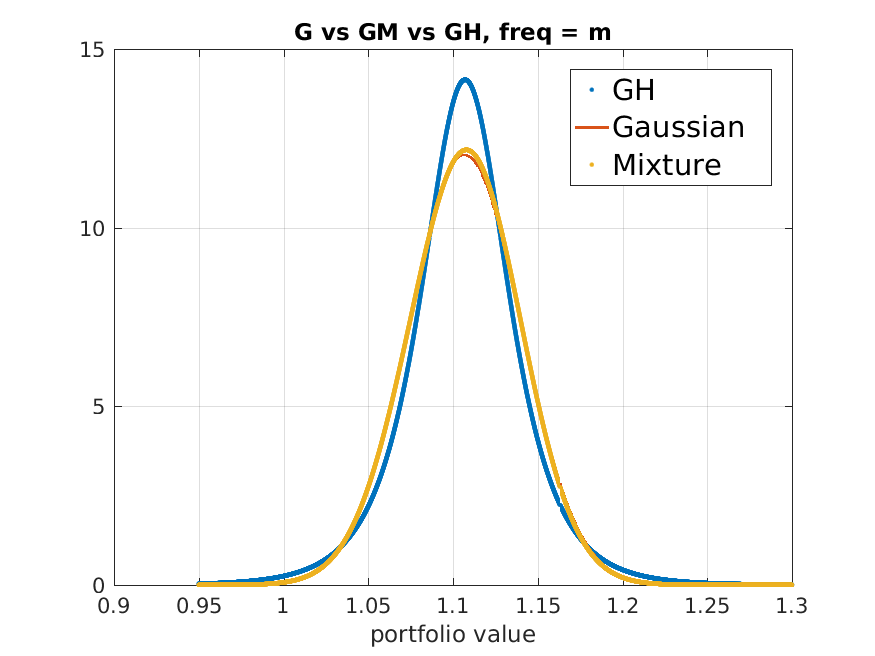 G vs GM vs GH, freq = m
15
10
5
0
GH
Gaussian
Mixture
0.9 0.95 1 1.05 1.1 1.15 1.2 1.25 1.3
portfolio value